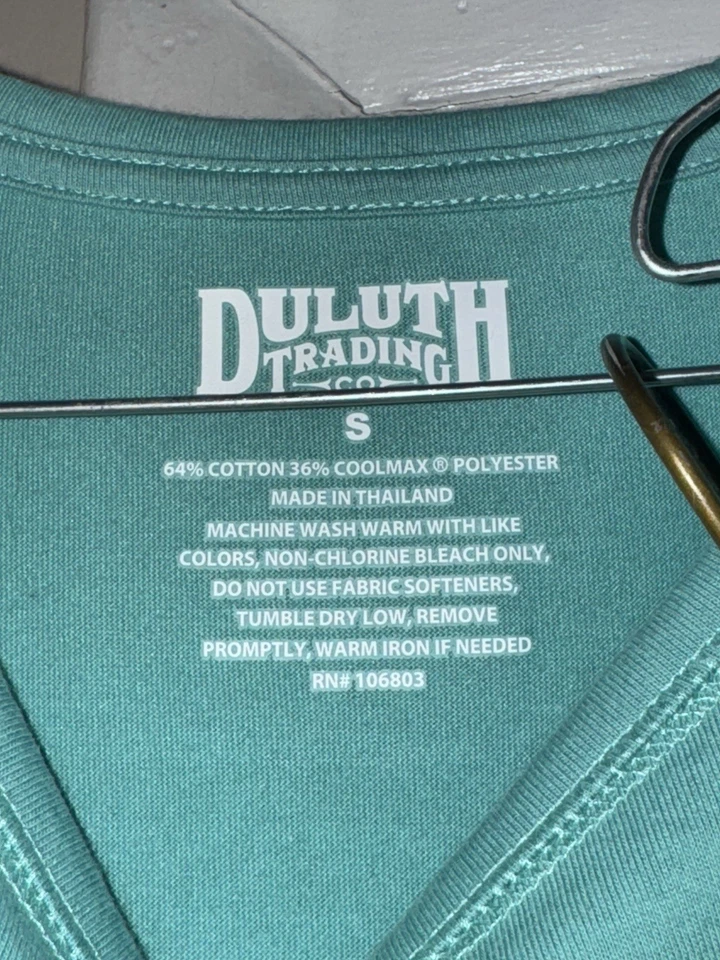 DULUTH
TRADING
CO
S
64% COTTON 36% COOLMAX ® POLYESTER
MADE IN THAILAND
MACHINE WASH WARM WITH LIKE
COLORS, NON-CHLORINE BLEACH ONLY,
DO NOT USE FABRIC SOFTENERS,
TUMBLE DRY LOW, REMOVE
PROMPTLY, WARM IRON IF NEEDED
RN# 106803